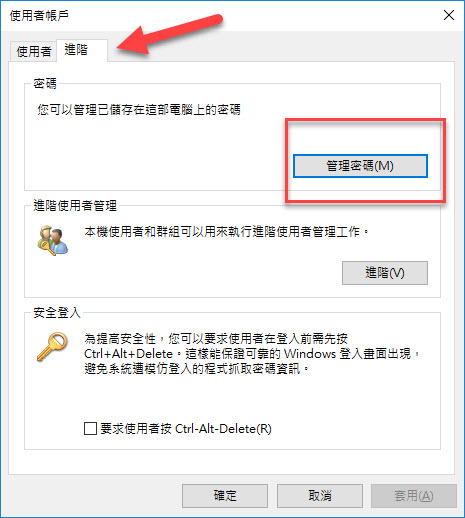 使用者帳戶
使用者 進階
密碼
您可以管理已儲存在這部電腦上的密碼
管理密碼(M)
進階使用者管理
本機使用者和群組可以用來執行進階使用者管理工作。
進階(V)
安全登入
為提高安全性，您可以要求使用者在登入前需先按
Ctrl+Alt+Delete。這樣能保證可靠的 Windows 登入畫面出現，
避免系統遭模仿登入的程式抓取密碼資訊。
要求使用者按 Ctrl-Alt-Delete(R)
確定 取消 套用(A)